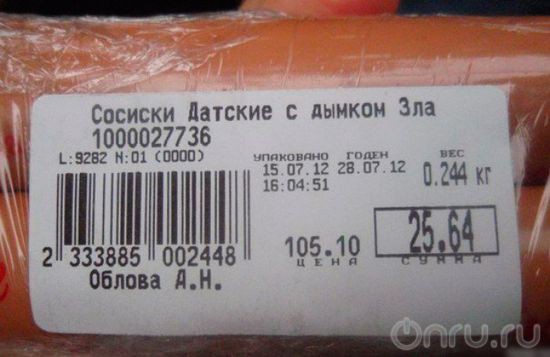 Сосиски Датские с дымком Зла
1000027736
L:9282 N:01 (0000)
УПАКОВАНО ГОДЕН ВЕС
15.07.12 28.07.12 0.244 кг
16:04:51
2 333885 002448
105.10 25.64
ЦЕНА СУММА
Облова А.Н.
Onru.ru